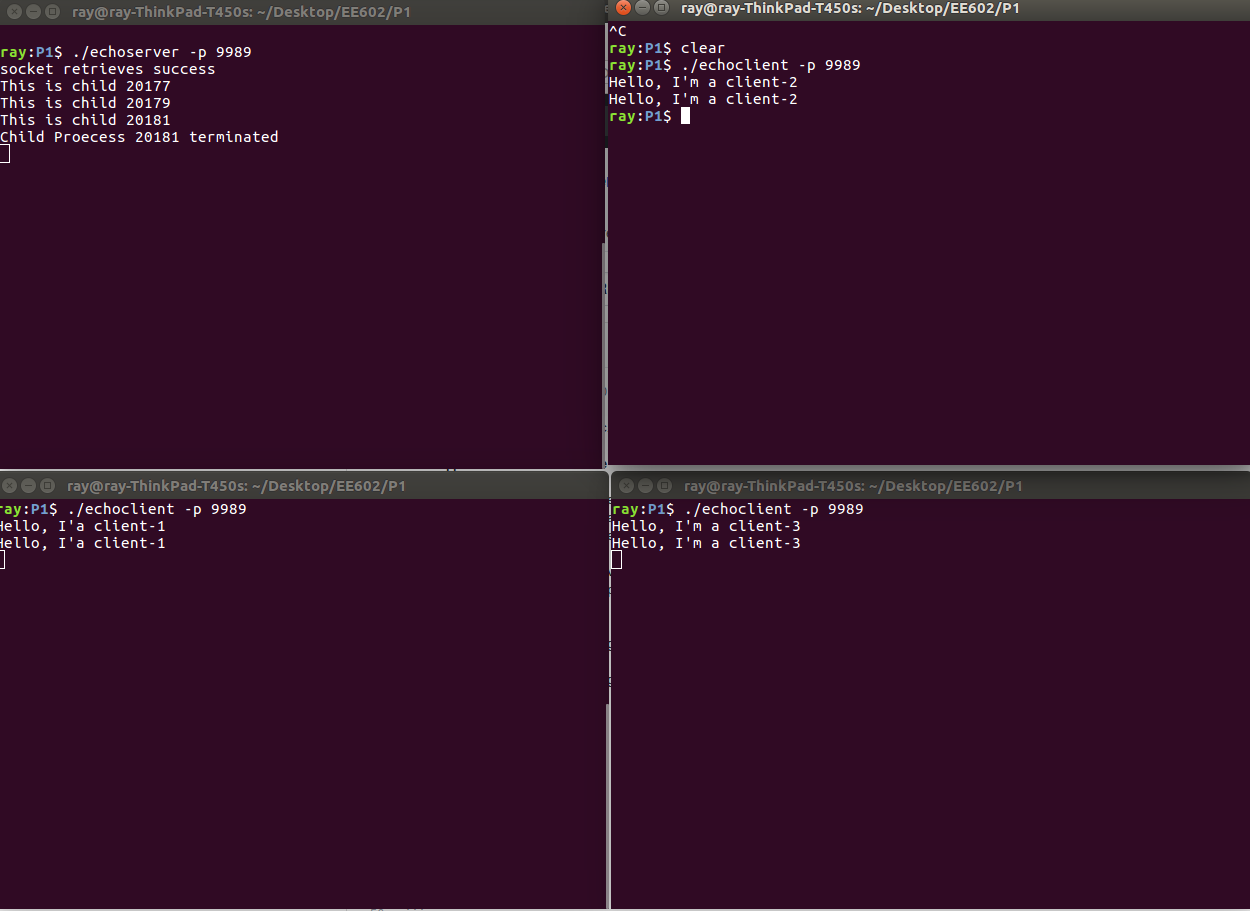 ray@ray-ThinkPad-T450s: ~/Desktop/EE602/P1
ray:P1$ ./echoserver -p 9989
socket retrieves success
This is child 20177
This is child 20179
This is child 20181
Child Proecess 20181 terminated
ray@ray-ThinkPad-T450s: ~/Desktop/EE602/P1
^C
ray:P1$ clear
ray:P1$ ./echoclient -p 9989
Hello, I'm a client-2
Hello, I'm a client-2
ray:P1$
ray@ray-ThinkPad-T450s: ~/Desktop/EE602/P1
ray:P1$ ./echoclient -p 9989
Hello, I'a client-1
Hello, I'a client-1
ray@ray-ThinkPad-T450s: ~/Desktop/EE602/P1
ray:P1$ ./echoclient -p 9989
Hello, I'm a client-3
Hello, I'm a client-3